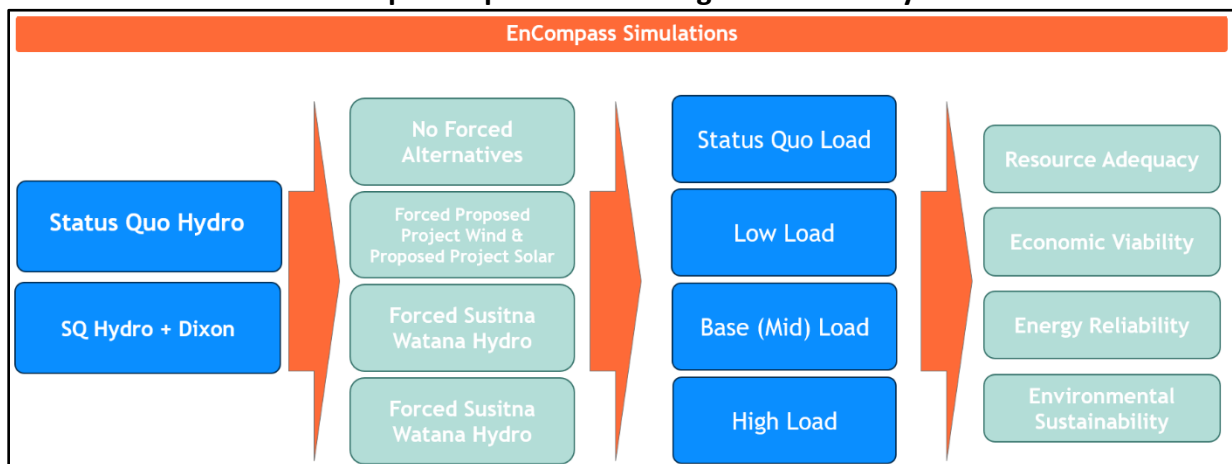 EnCompass Simulations
Status Quo Hydro
SQ Hydro + Dixon
No Forced
Alternatives
Forced Proposed
Project Wind &
Proposed Project Solar
Forced Susitna
Watana Hydro
Forced Susitna
Watana Hydro
Status Quo Load
Low Load
Base (Mid) Load
High Load
Resource Adequacy
Economic Viability
Energy Reliability
Environmental
Sustainability